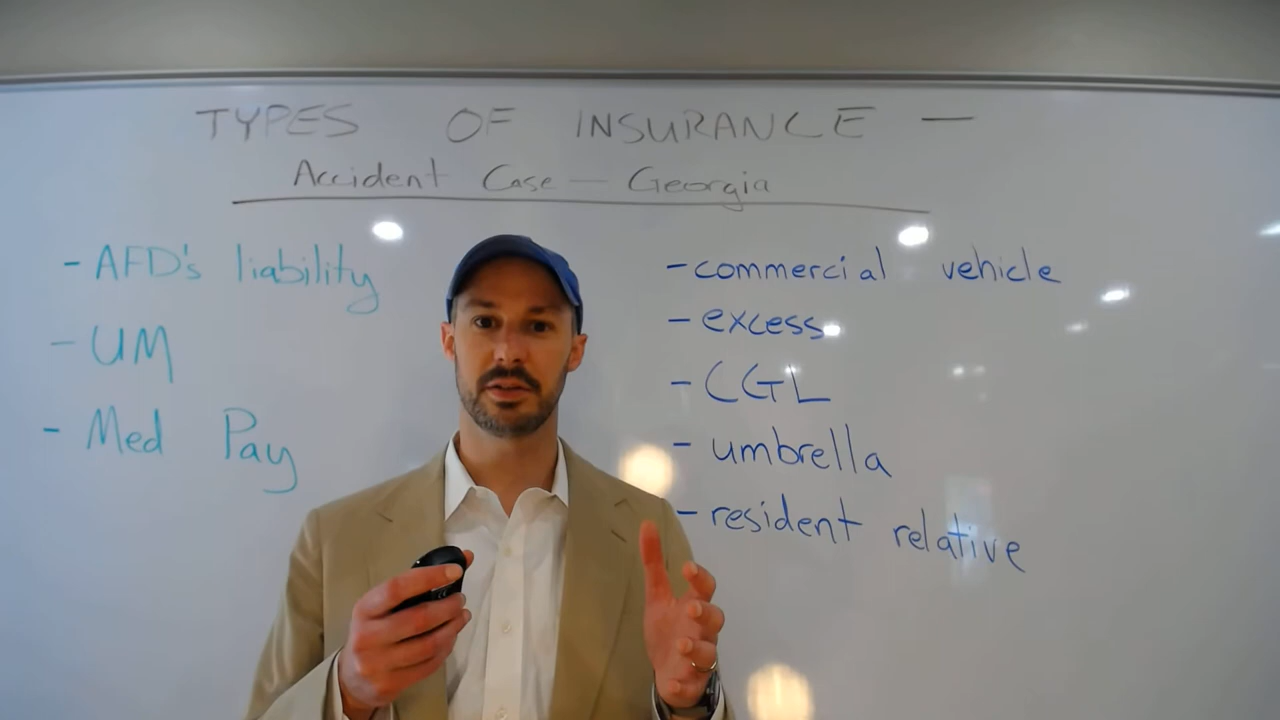 TYPES OF INSURANCE —
Accident Case — Georgia
- AFD's liability
- UM
- Med Pay
- commercial vehicle
- excess
- CGL
- umbrella
- resident relative